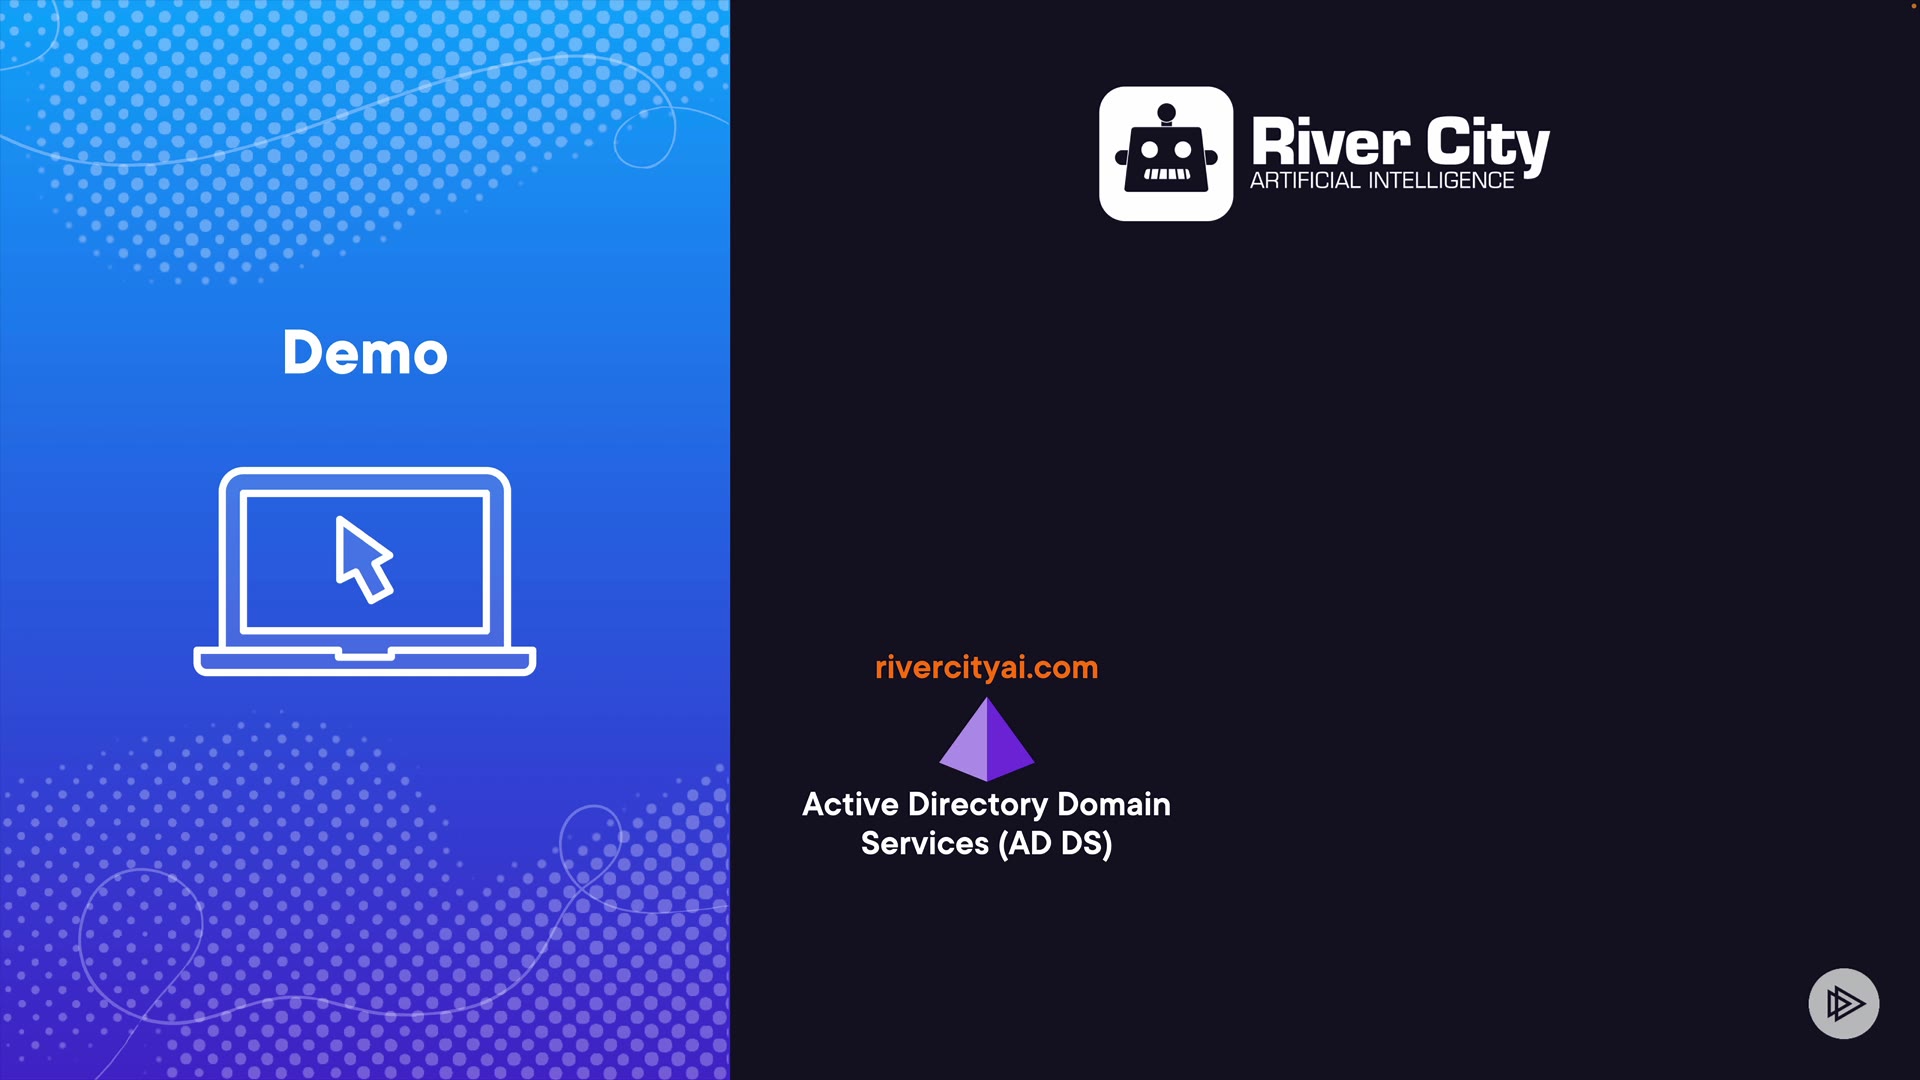 Demo
River City
ARTIFICIAL INTELLIGENCE
rivercityai.com
Active Directory Domain
Services (AD DS)